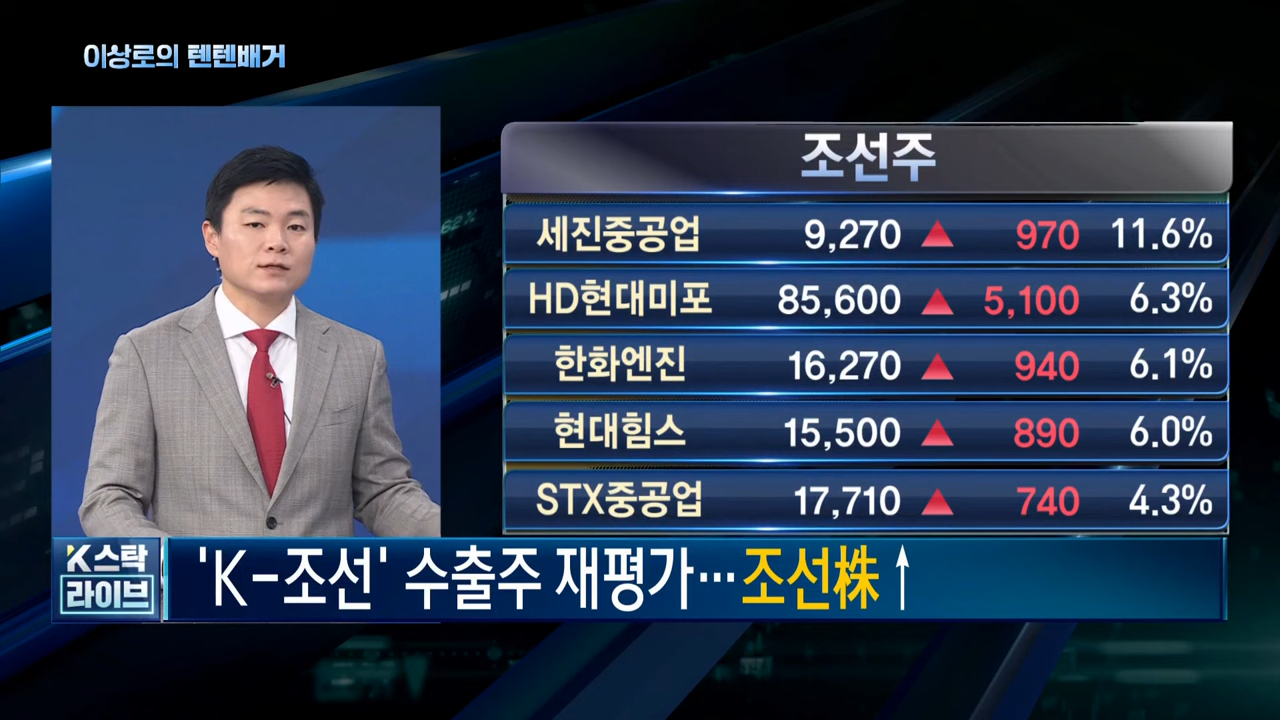 이상로의 텐텐배거
조선주
세진중공업 9,270 ▲ 970 11.6%
HD현대미포 85,600 ▲ 5,100 6.3%
한화엔진 16,270 ▲ 940 6.1%
현대힘스 15,500 ▲ 890 6.0%
STX중공업 17,710 ▲ 740 4.3%
K스탁
라이브
'K-조선' 수출주 재평가…조선株↑
62%